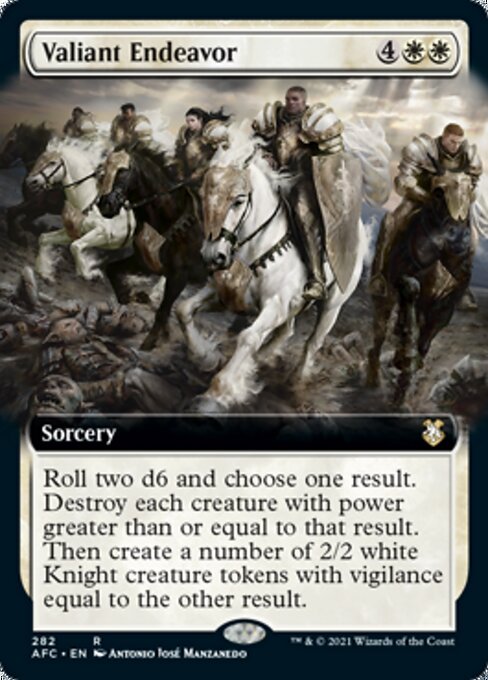 Valiant Endeavor 4
Sorcery
Roll two d6 and choose one result.
Destroy each creature with power
greater than or equal to that result.
Then create a number of 2/2 white
Knight creature tokens with vigilance
equal to the other result.
282 R
AFC • EN Antonio José Manzanedo
™ & © 2021 Wizards of the Coast